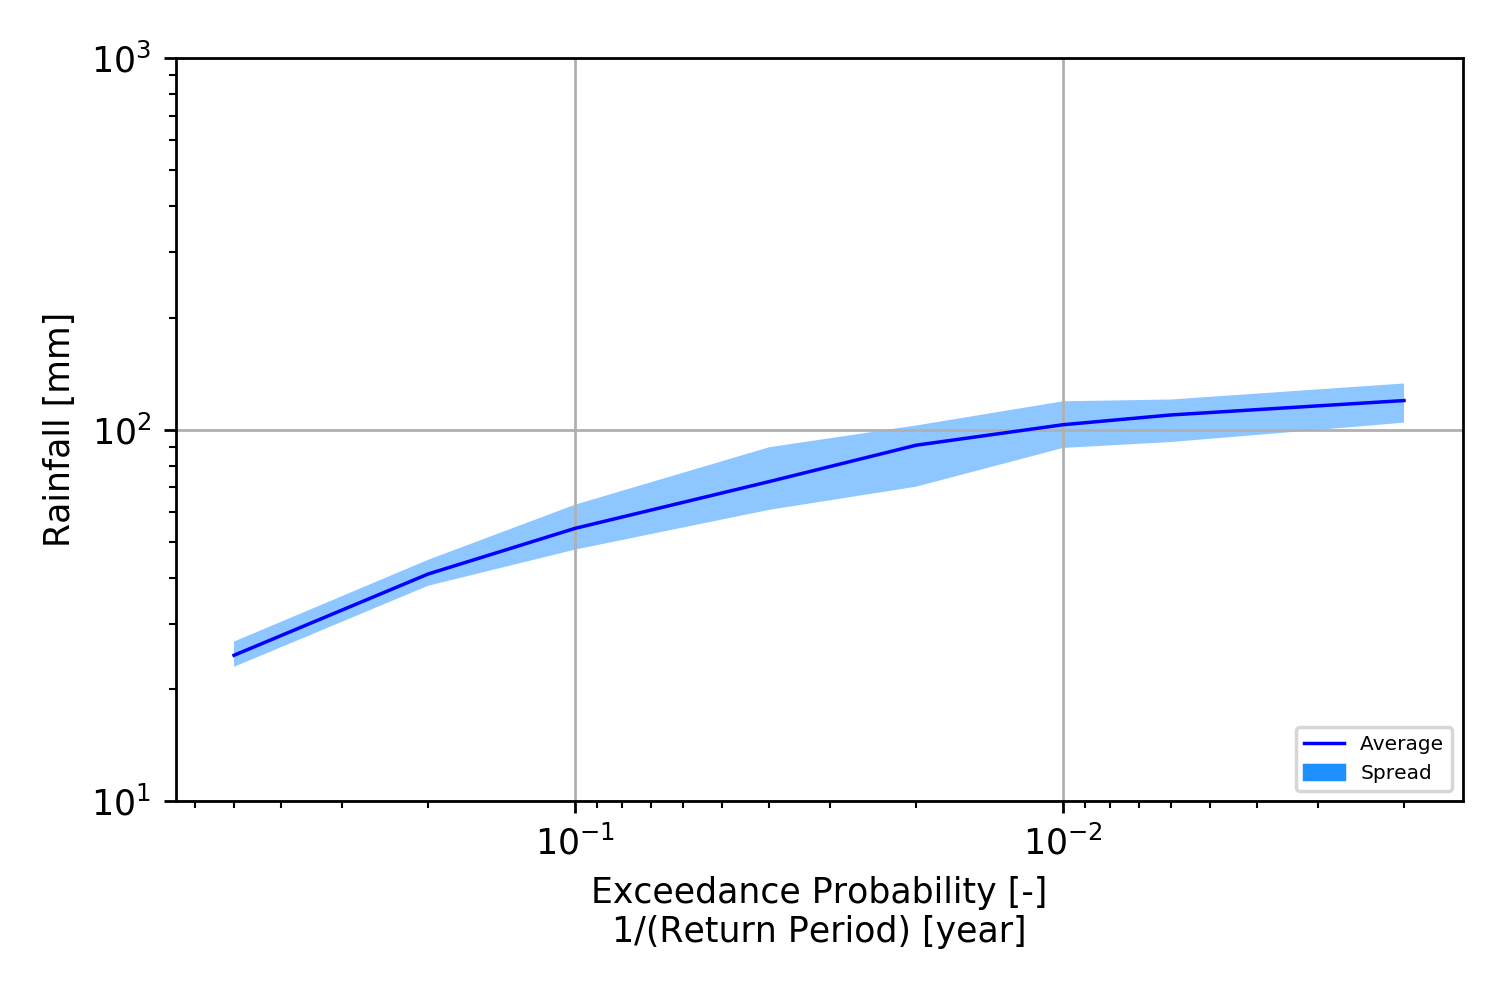 10³
10²
10¹
Rainfall [mm]
10⁻¹ 10⁻²
Exceedance Probability [-]
1/(Return Period) [year]
Average
Spread